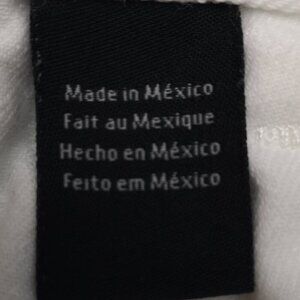 Made in México
Fait au Mexique
Hecho en México
Feito em México